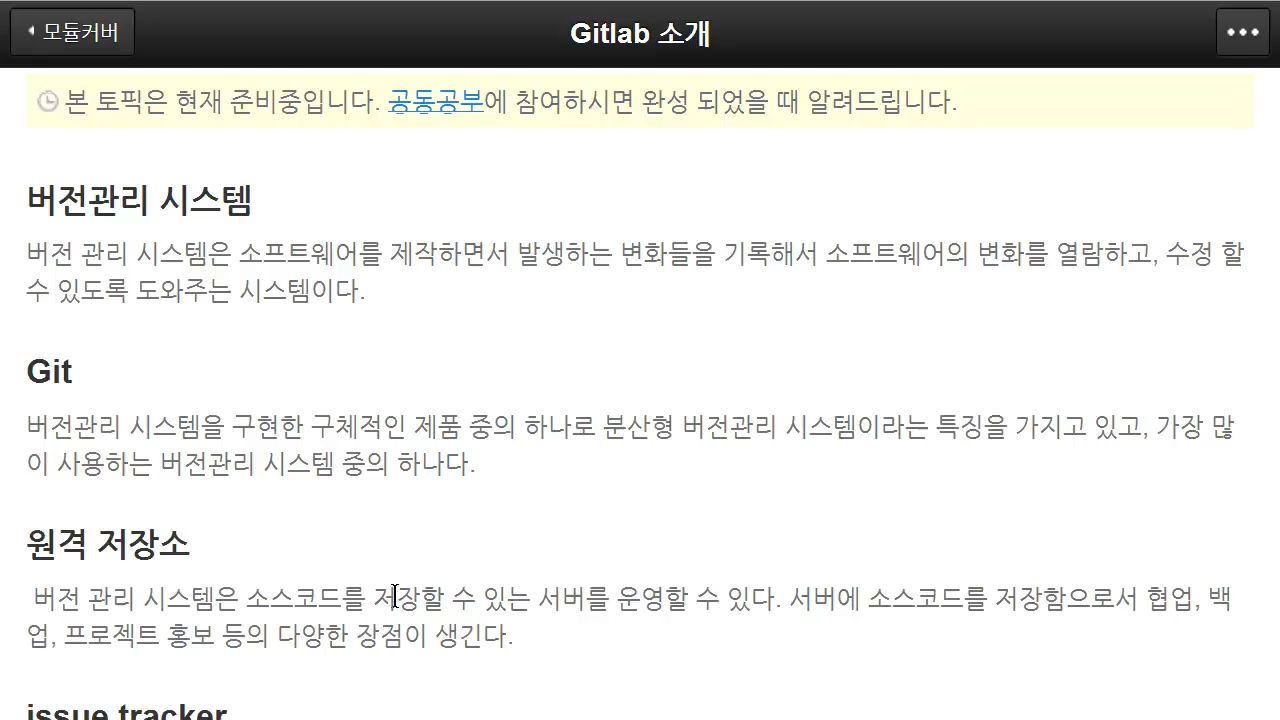 모듈커버
Gitlab 소개
본 토픽은 현재 준비중입니다. 공동공부에 참여하시면 완성 되었을 때 알려드립니다.
버전관리 시스템
버전 관리 시스템은 소프트웨어를 제작하면서 발생하는 변화들을 기록해서 소프트웨어의 변화를 열람하고, 수정 할
수 있도록 도와주는 시스템이다.
Git
버전관리 시스템을 구현한 구체적인 제품 중의 하나로 분산형 버전관리 시스템이라는 특징을 가지고 있고, 가장 많
이 사용하는 버전관리 시스템 중의 하나다.
원격 저장소
버전 관리 시스템은 소스코드를 저장할 수 있는 서버를 운영할 수 있다. 서버에 소스코드를 저장함으로서 협업, 백
업, 프로젝트 홍보 등의 다양한 장점이 생긴다.
issue tracker